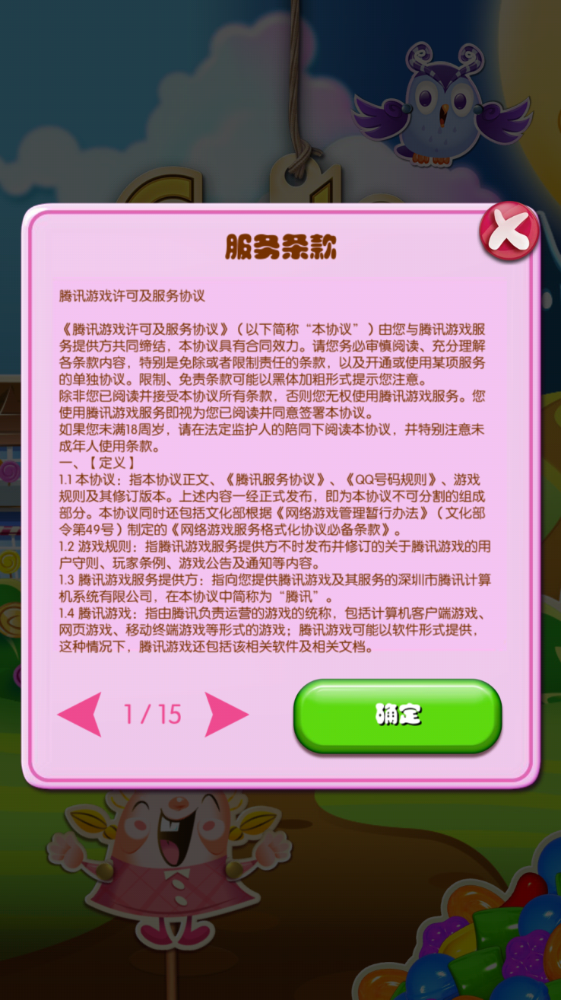 服务条款
腾讯游戏许可及服务协议
《腾讯游戏许可及服务协议》（以下简称“本协议”）由您与腾讯游戏服
务提供方共同缔结，本协议具有合同效力。请您务必审慎阅读、充分理解
各条款内容，特别是免除或者限制责任的条款，以及开通或使用某项服务
的单独协议。限制、免责条款可能以黑体加粗形式提示您注意。
除非您已阅读并接受本协议所有条款，否则您无权使用腾讯游戏服务。您
使用腾讯游戏服务即视为您已阅读并同意签署本协议。
如果您未满18周岁，请在法定监护人的陪同下阅读本协议，并特别注意未
成年人使用条款。
一、【定义】
1.1 本协议：指本协议正文、《腾讯服务协议》、《QQ号码规则》、游戏
规则及其修订版本。上述内容一经正式发布，即为本协议不可分割的组成
部分。本协议同时还包括文化部根据《网络游戏管理暂行办法》（文化部
令第49号）制定的《网络游戏服务格式化协议必备条款》。
1.2 游戏规则：指腾讯游戏服务提供方不时发布并修订的关于腾讯游戏的用
户守则、玩家条例、游戏公告及通知等内容。
1.3 腾讯游戏服务提供方：指向您提供腾讯游戏及其服务的深圳市腾讯计算
机系统有限公司，在本协议中简称为“腾讯”。
1.4 腾讯游戏：指由腾讯负责运营的游戏的统称，包括计算机客户端游戏、
网页游戏、移动终端游戏等形式的游戏；腾讯游戏可能以软件形式提供，
这种情况下，腾讯游戏还包括该相关软件及相关文档。
1 / 15
确定